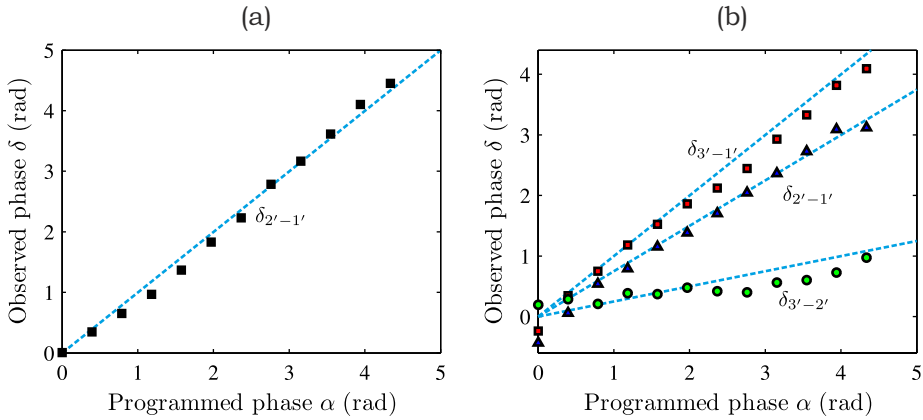 (a)
5
4
3
2
1
0
0 1 2 3 4 5
Observed phase δ (rad)
Programmed phase α (rad)
δ2′−1′
(b)
4
3
2
1
0
0 1 2 3 4 5
Observed phase δ (rad)
Programmed phase α (rad)
δ3′−1′
δ2′−1′
δ3′−2′